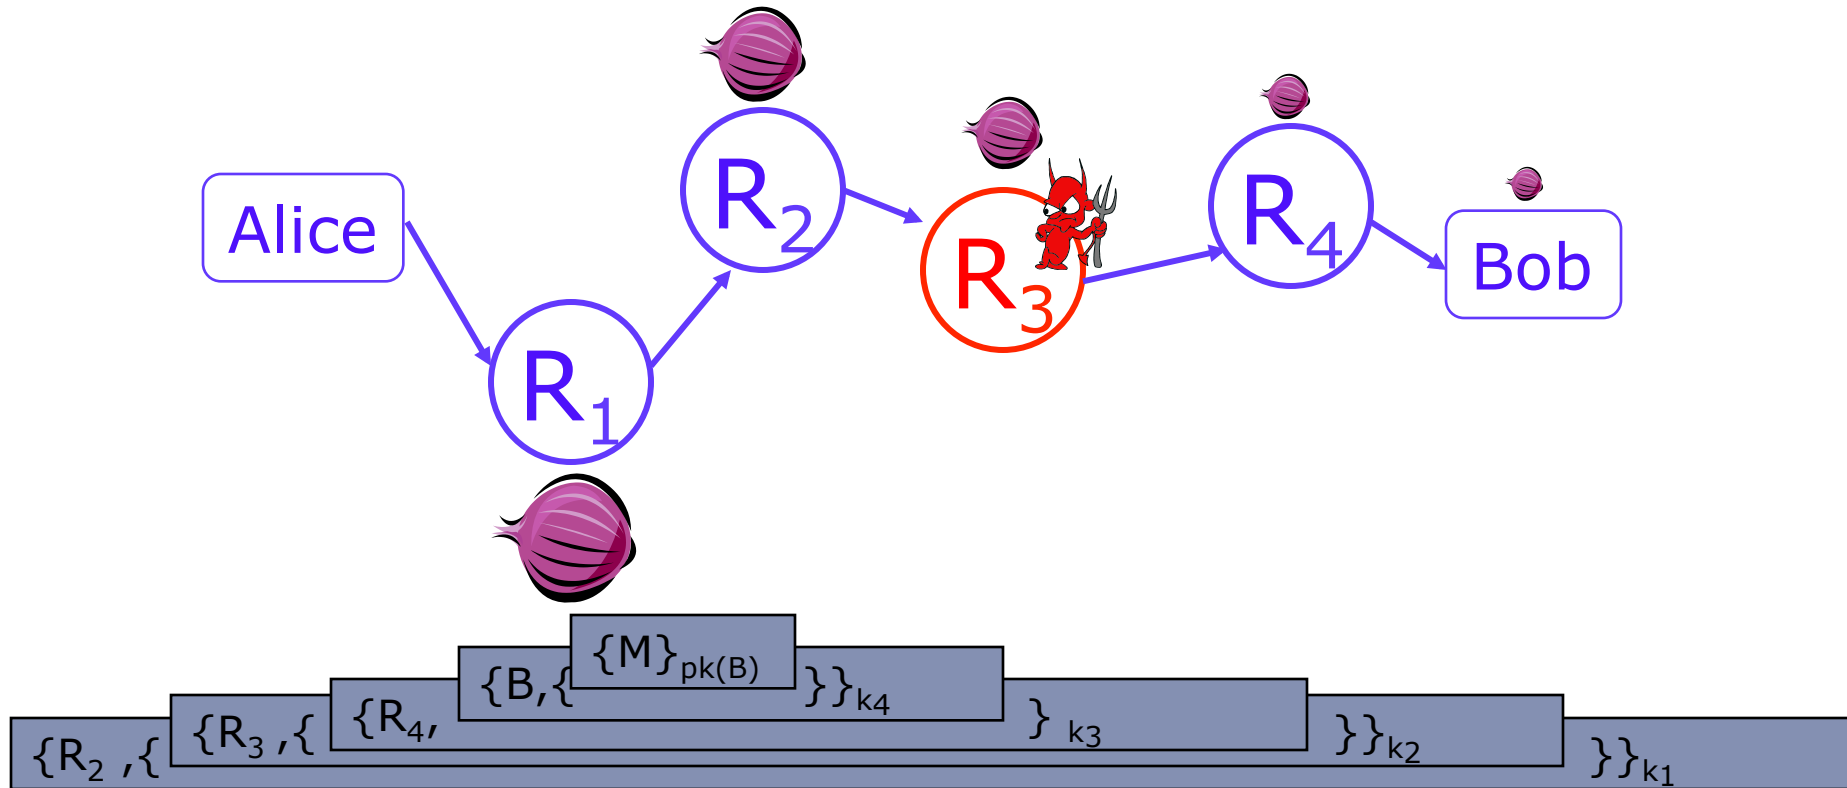 Alice
R₁
R₂
R₃
R₄
Bob
{M}pk(B)
{B,{ }}k4
{R₄, } k3
{R₃ ,{ }}k2
{R₂ ,{ }}k1